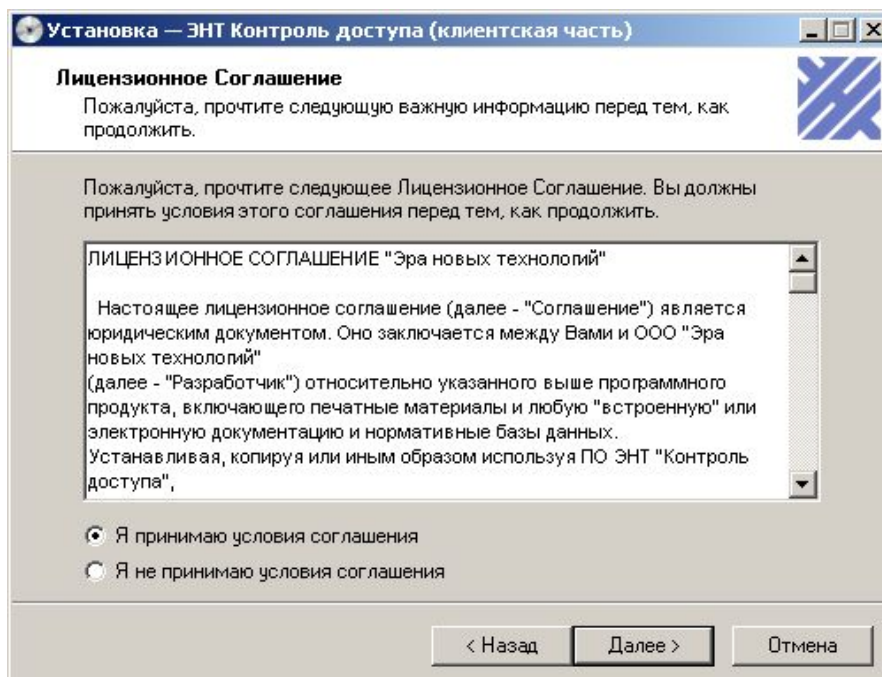 Установка — ЭНТ Контроль доступа (клиентская часть)
Лицензионное Соглашение
Пожалуйста, прочтите следующую важную информацию перед тем, как
продолжить.
Пожалуйста, прочтите следующее Лицензионное Соглашение. Вы должны
принять условия этого соглашения перед тем, как продолжить.
ЛИЦЕНЗИОННОЕ СОГЛАШЕНИЕ "Эра новых технологий"
Настоящее лицензионное соглашение (далее - "Соглашение") является
юридическим документом. Оно заключается между Вами и ООО "Эра
новых технологий"
(далее - "Разработчик") относительно указанного выше программного
продукта, включающего печатные материалы и любую "встроенную" или
электронную документацию и нормативные базы данных.
Устанавливая, копируя или иным образом используя ПО ЭНТ "Контроль
доступа",
Я принимаю условия соглашения
Я не принимаю условия соглашения
< Назад
Далее >
Отмена